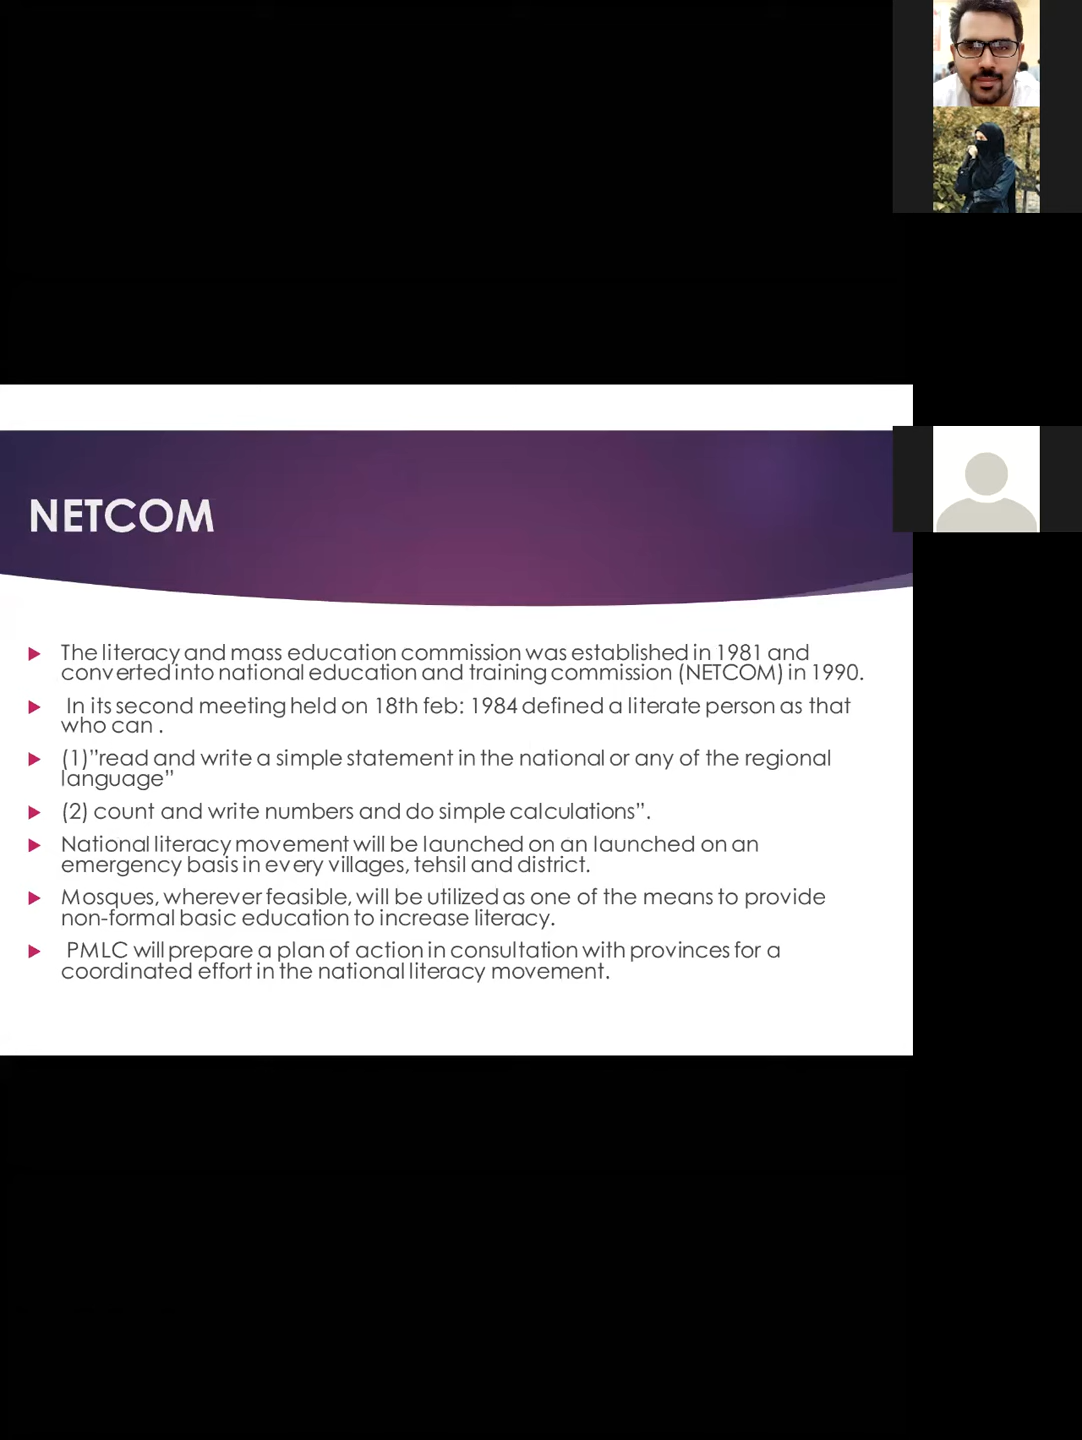 NETCOM
The literacy and mass education commission was established in 1981 and
converted into national education and training commission (NETCOM) in 1990.
In its second meeting held on 18th feb: 1984 defined a literate person as that
who can .
(1)”read and write a simple statement in the national or any of the regional
language”
(2) count and write numbers and do simple calculations”.
National literacy movement will be launched on an launched on an
emergency basis in every villages, tehsil and district.
Mosques, wherever feasible, will be utilized as one of the means to provide
non-formal basic education to increase literacy.
PMLC will prepare a plan of action in consultation with provinces for a
coordinated effort in the national literacy movement.